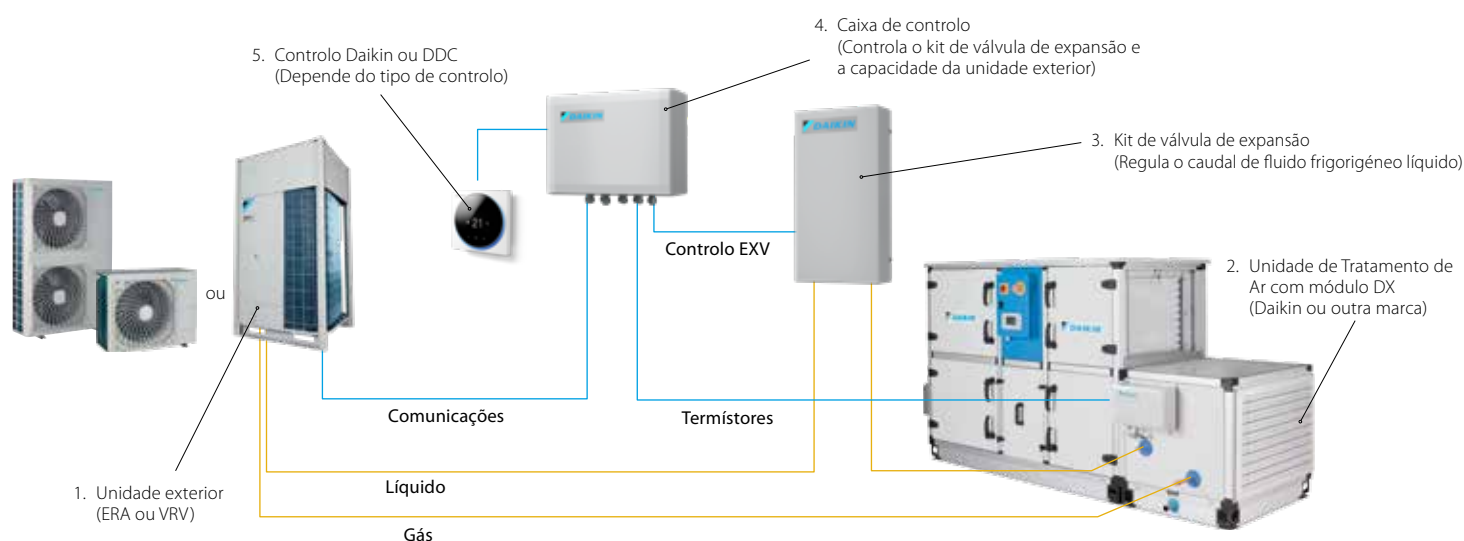 4. Caixa de controlo
(Controla o kit de válvula de expansão e
a capacidade da unidade exterior)
5. Controlo Daikin ou DDC
(Depende do tipo de controlo)
DAIKIN
DAIKIN
3. Kit de válvula de expansão
(Regula o caudal de fluido frigorigéneo líquido)
21
Controlo EXV
2. Unidade de Tratamento de
Ar com módulo DX
(Daikin ou outra marca)
ou
DAIKIN
DAIKIN
Comunicações
Termístores
Líquido
1. Unidade exterior
(ERA ou VRV)
Gás